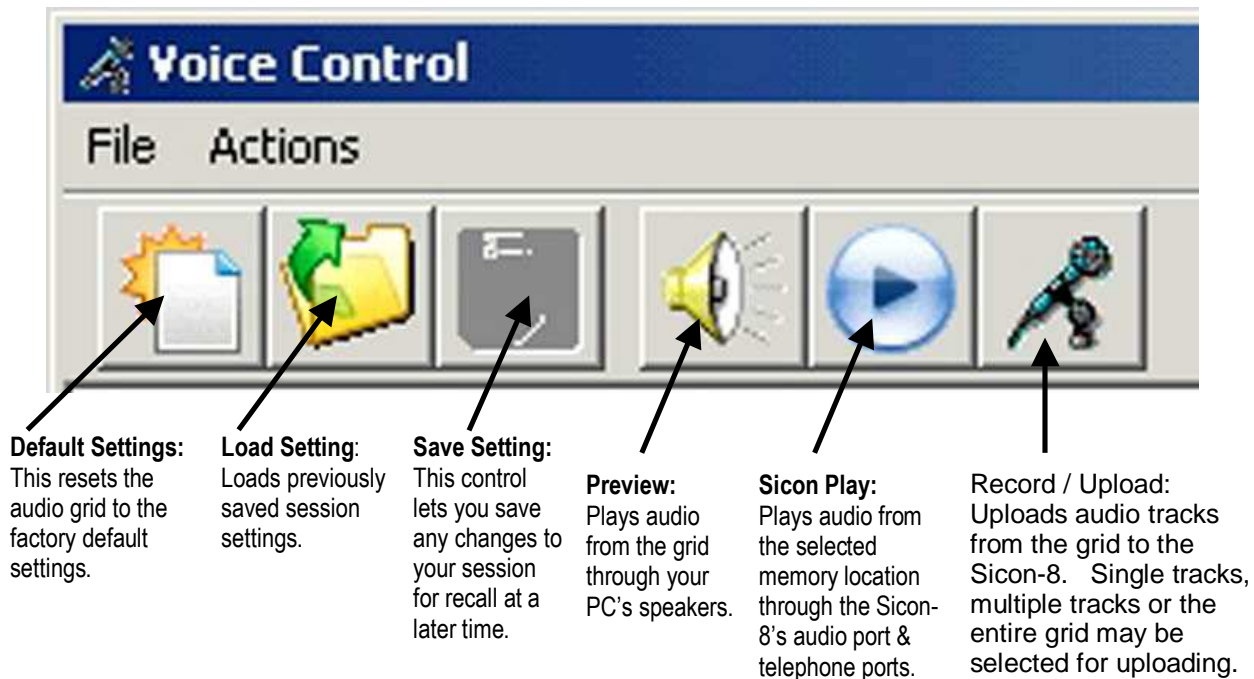 Voice Control
File Actions
Default Settings:
This resets the
audio grid to the
factory default
settings.
Load Setting:
Loads previously
saved session
settings.
Save Setting:
This control
lets you save
any changes to
your session
for recall at a
later time.
Preview:
Plays audio
from the grid
through your
PC's speakers.
Sicon Play:
Plays audio from
the selected
memory location
through the Sicon-
8's audio port &
telephone ports.
Record / Upload:
Uploads audio tracks
from the grid to the
Sicon-8.   Single tracks,
multiple tracks or the
entire grid may be
selected for uploading.